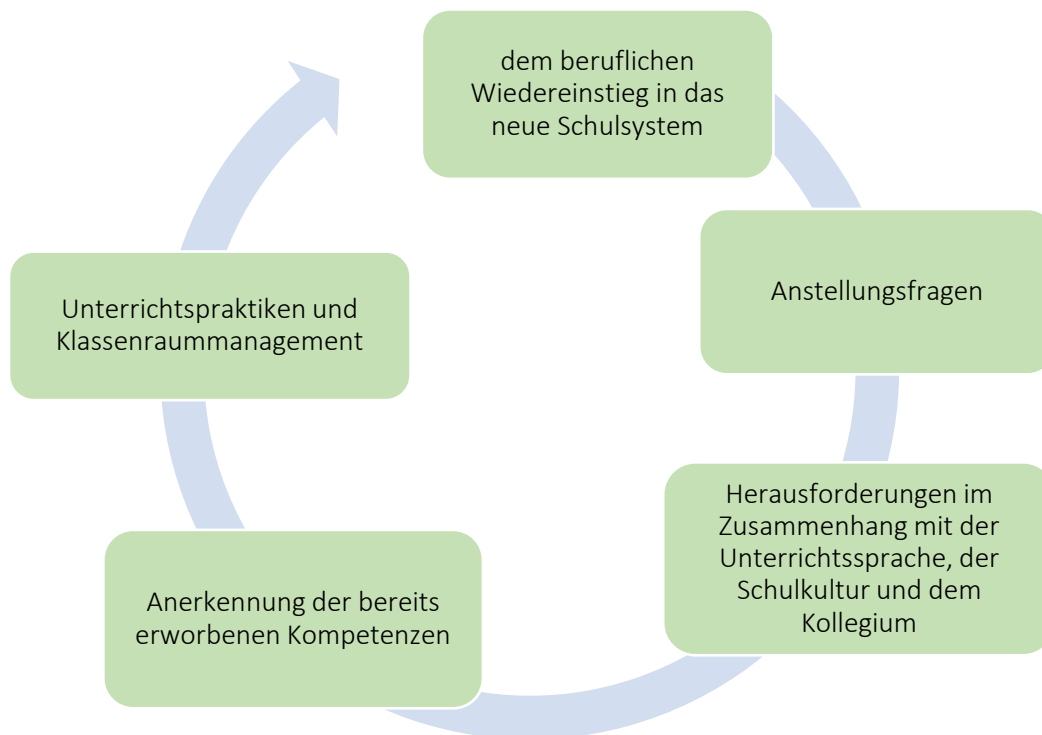 dem beruflichen
Wiedereinstieg in das
neue Schulsystem
Anstellungsfragen
Herausforderungen im
Zusammenhang mit der
Unterrichtssprache, der
Schulkultur und dem
Kollegium
Anerkennung der bereits
erworbenen Kompetenzen
Unterrichtspraktiken und
Klassenraummanagement